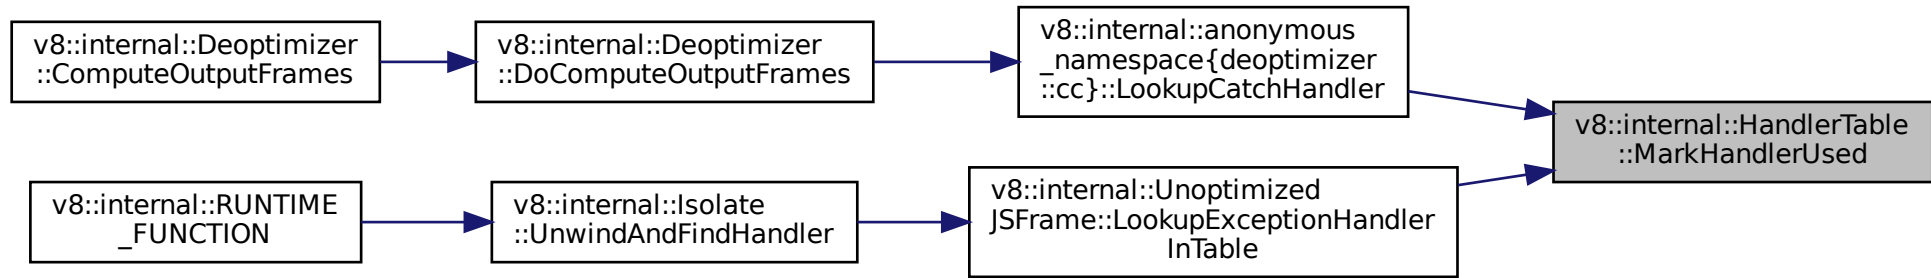 v8::internal::Deoptimizer
::ComputeOutputFrames
v8::internal::Deoptimizer
::DoComputeOutputFrames
v8::internal::anonymous
_namespace{deoptimizer
::cc}::LookupCatchHandler
v8::internal::HandlerTable
::MarkHandlerUsed
v8::internal::RUNTIME
_FUNCTION
v8::internal::Isolate
::UnwindAndFindHandler
v8::internal::Unoptimized
JSFrame::LookupExceptionHandler
InTable